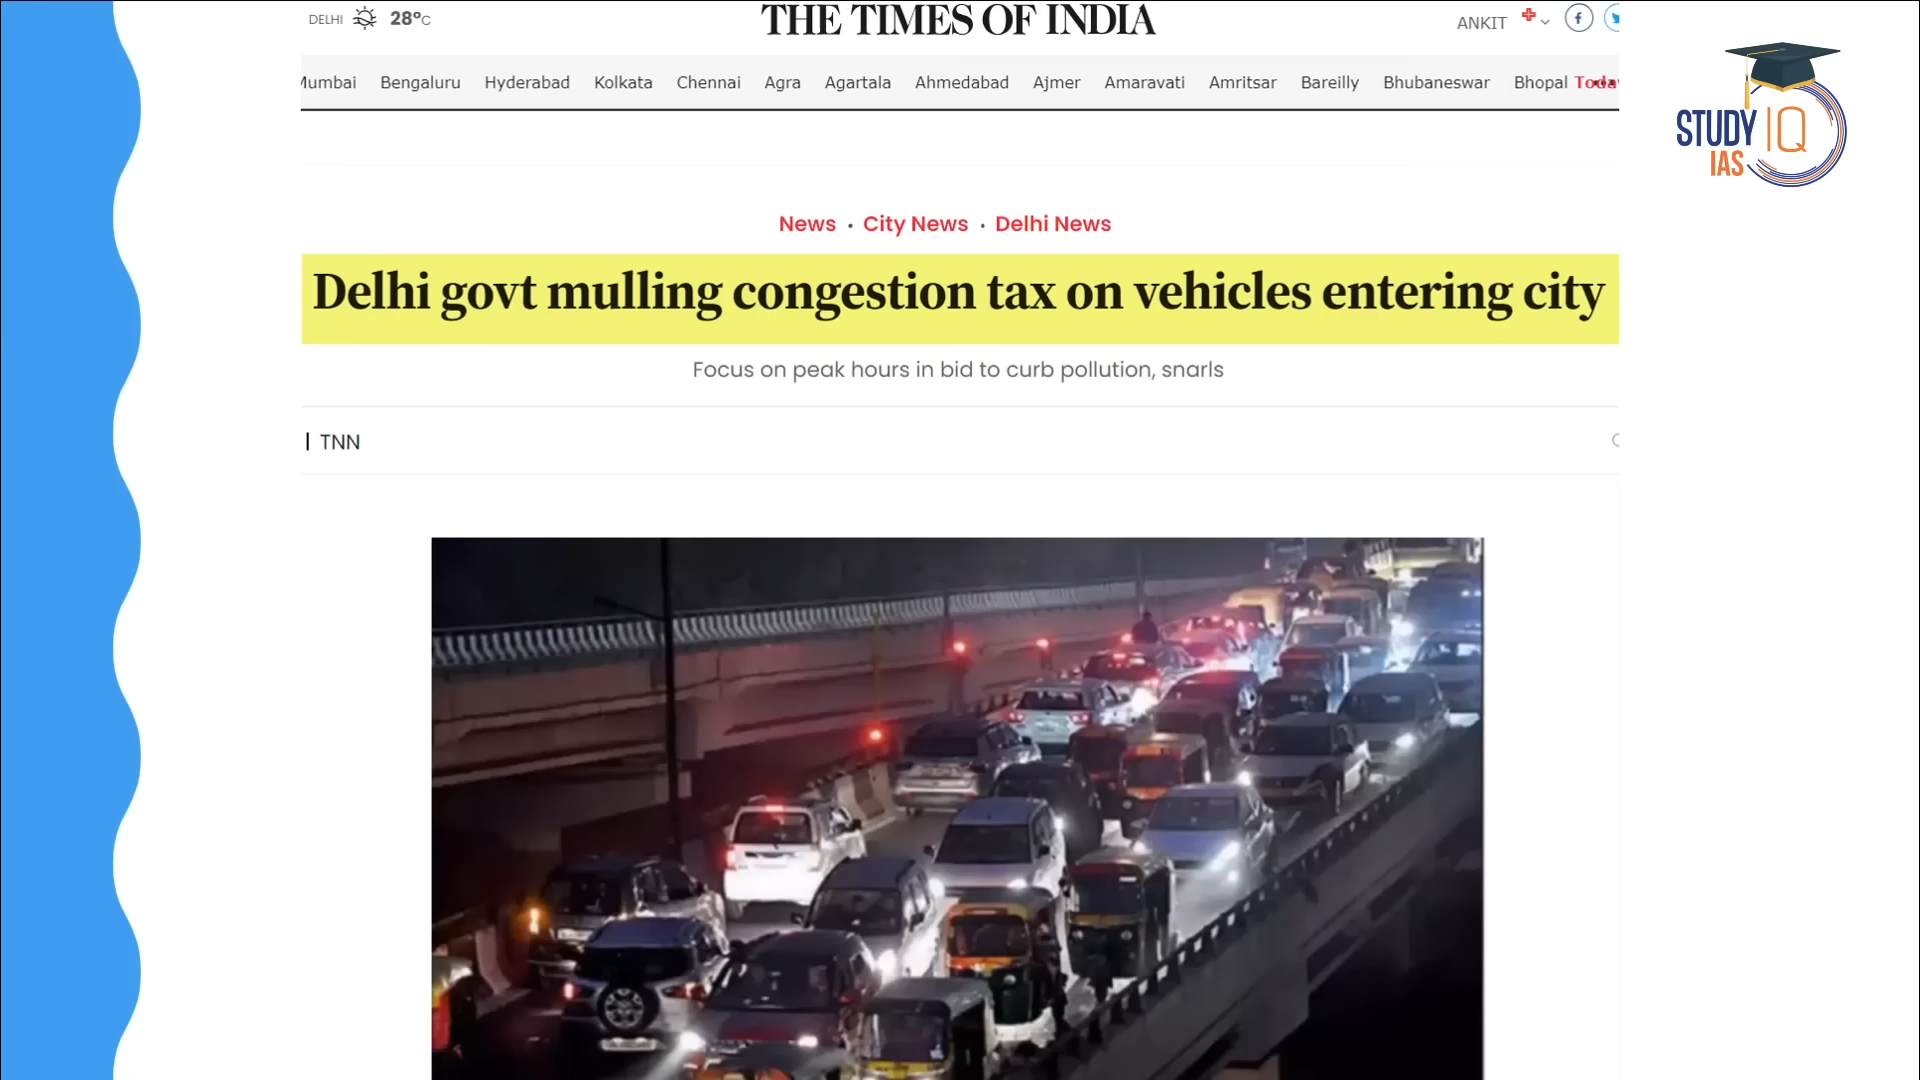 DELHI 28°C
THE TIMES OF INDIA
ANKIT
Mumbai Bengaluru Hyderabad Kolkata Chennai Agra Agartala Ahmedabad Ajmer Amaravati Amritsar Bareilly Bhubaneswar Bhopal Today
STUDY IQ
IAS
News • City News • Delhi News
Delhi govt mulling congestion tax on vehicles entering city
Focus on peak hours in bid to curb pollution, snarls
TNN